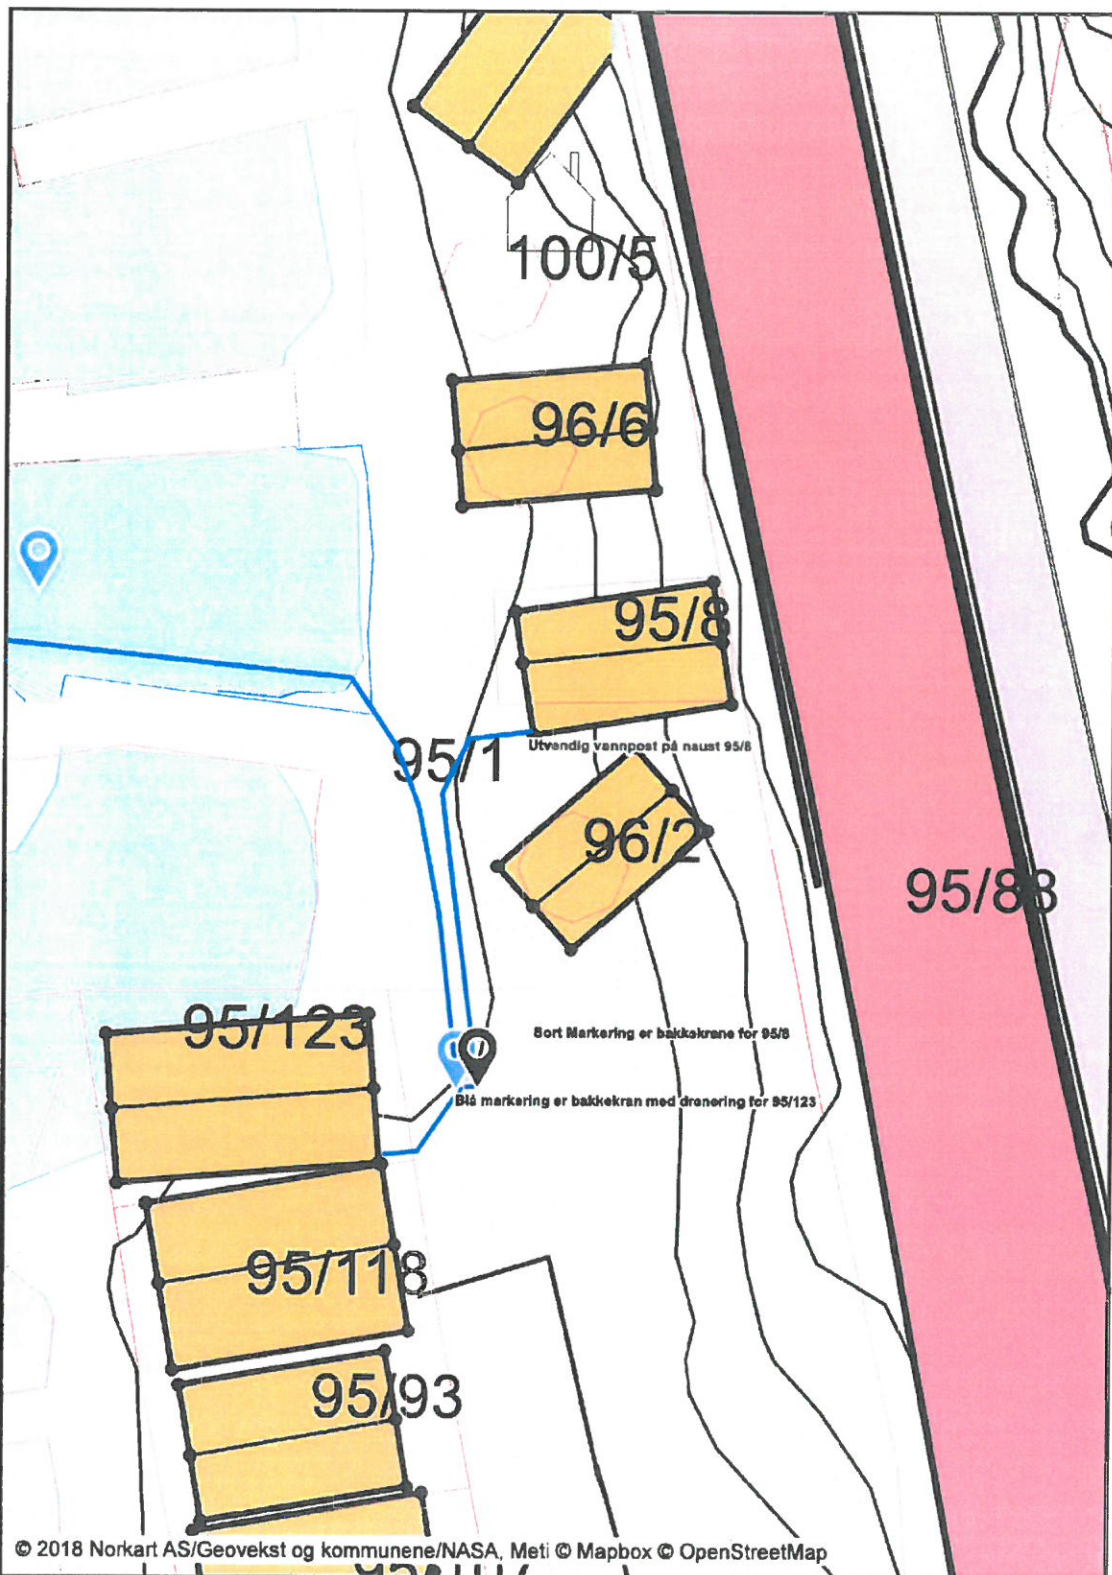 100/5
96/6
95/8
Utvendig vannpost på naust 95/8
95/1
96/2
95/88
95/123
Sort Markering er bakkekrane for 95/8
Blå markering er bakkekran med drenering for 95/123
95/118
95/93
95/107
© 2018 Norkart AS/Geovekst og kommunene/NASA, Meti © Mapbox © OpenStreetMap